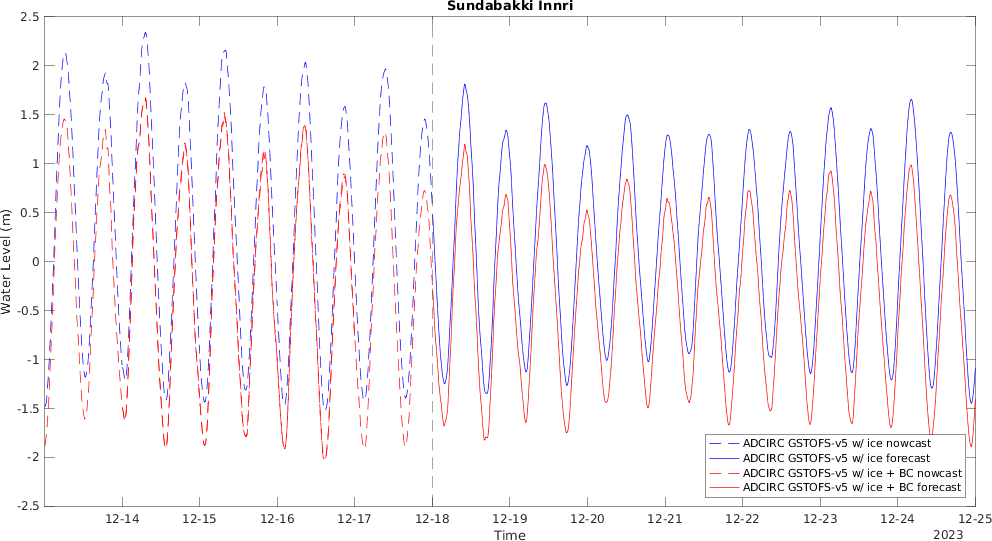 Sundabakki Innri
2.5
2
1.5
1
0.5
0
-0.5
-1
-1.5
-2
-2.5
Water Level (m)
12-14 12-15 12-16 12-17 12-18 12-19 12-20 12-21 12-22 12-23 12-24 12-25
Time
2023
ADCIRC GSTOFS-v5 w/ ice nowcast
ADCIRC GSTOFS-v5 w/ ice forecast
ADCIRC GSTOFS-v5 w/ ice + BC nowcast
ADCIRC GSTOFS-v5 w/ ice + BC forecast